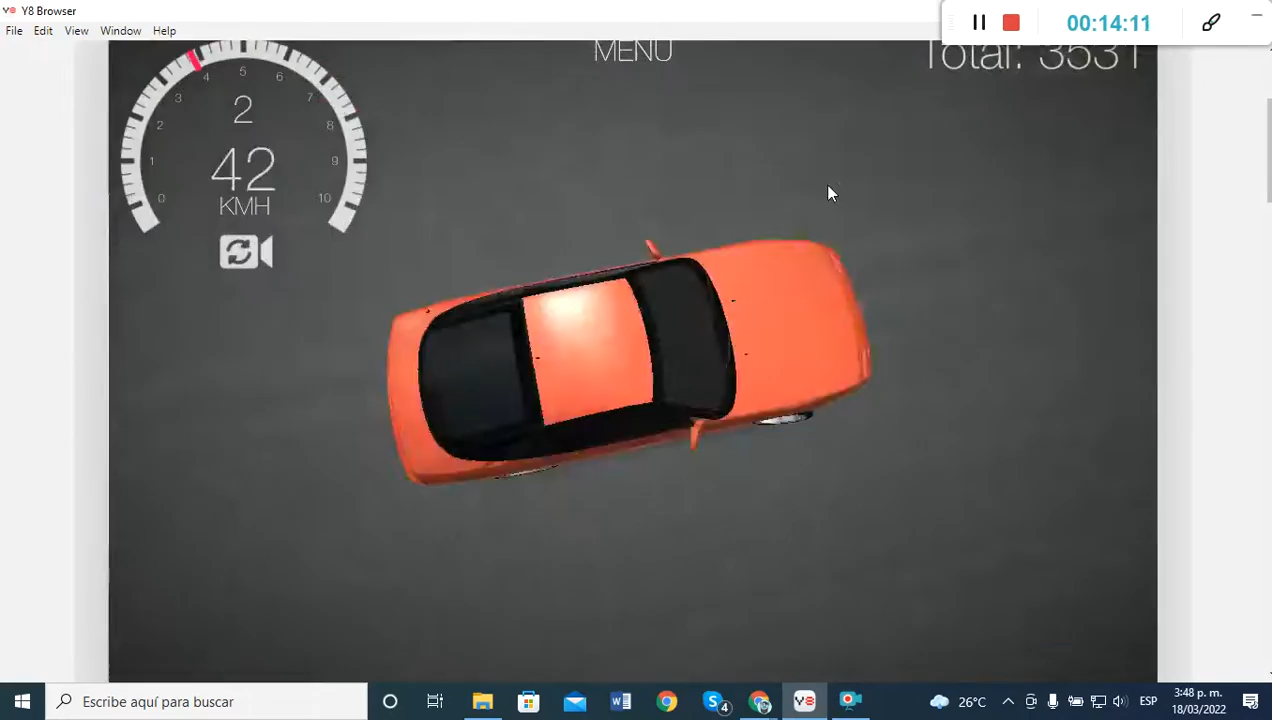 Y8 Browser
00:14:11
File Edit View Window Help
MENU
Total: 3531
0 1 2 3 4 5 6 7 8 9 10
2
42
KMH
Escribe aquí para buscar
4
Y8
26°C
ESP
3:48 p. m.
18/03/2022